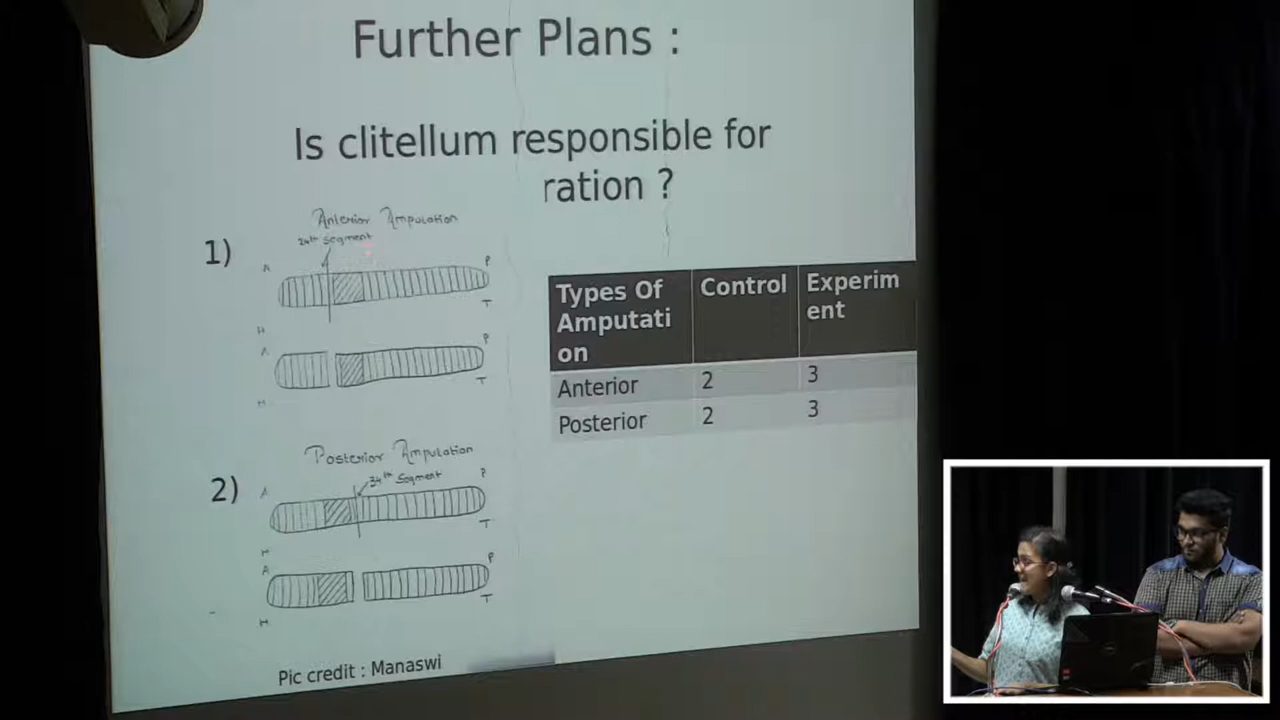 Further Plans :
Is clitellum responsible for
ration ?
1)
Anterior Amputation
24th Segment
A
P
T
H
A
P
T
H
Types Of
Amputati
on
Control
Experim
ent
Anterior
2
3
Posterior
2
3
2)
Posterior Amputation
34th Segment
A
P
T
H
A
P
T
H
Pic credit : Manaswi